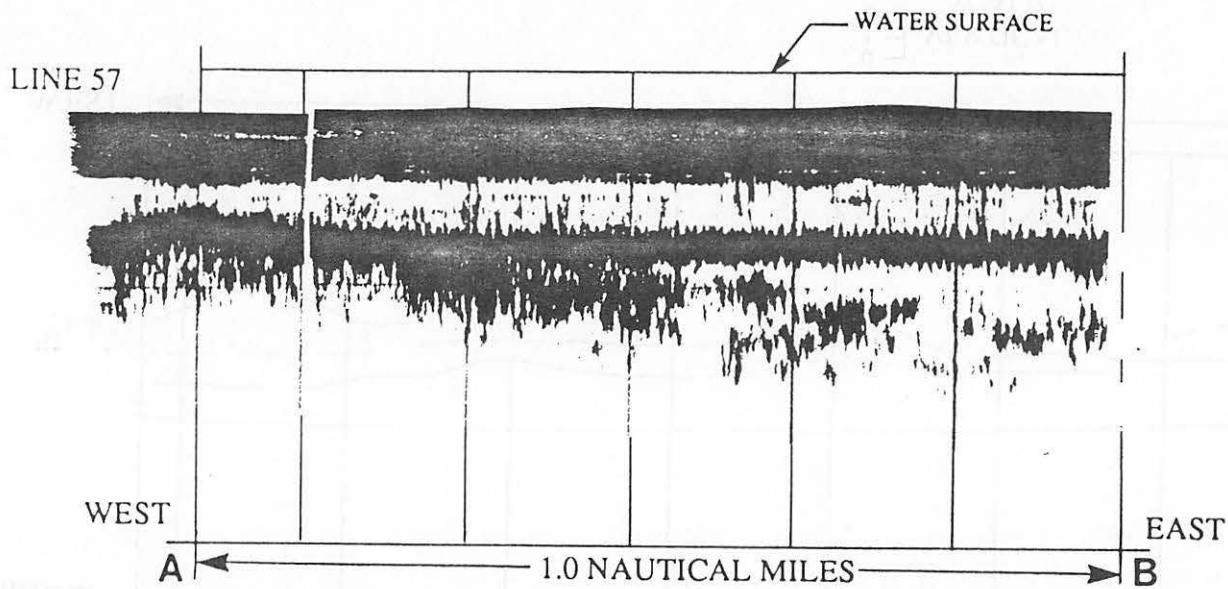 WATER SURFACE
LINE 57
WEST
EAST
A
1.0 NAUTICAL MILES
B